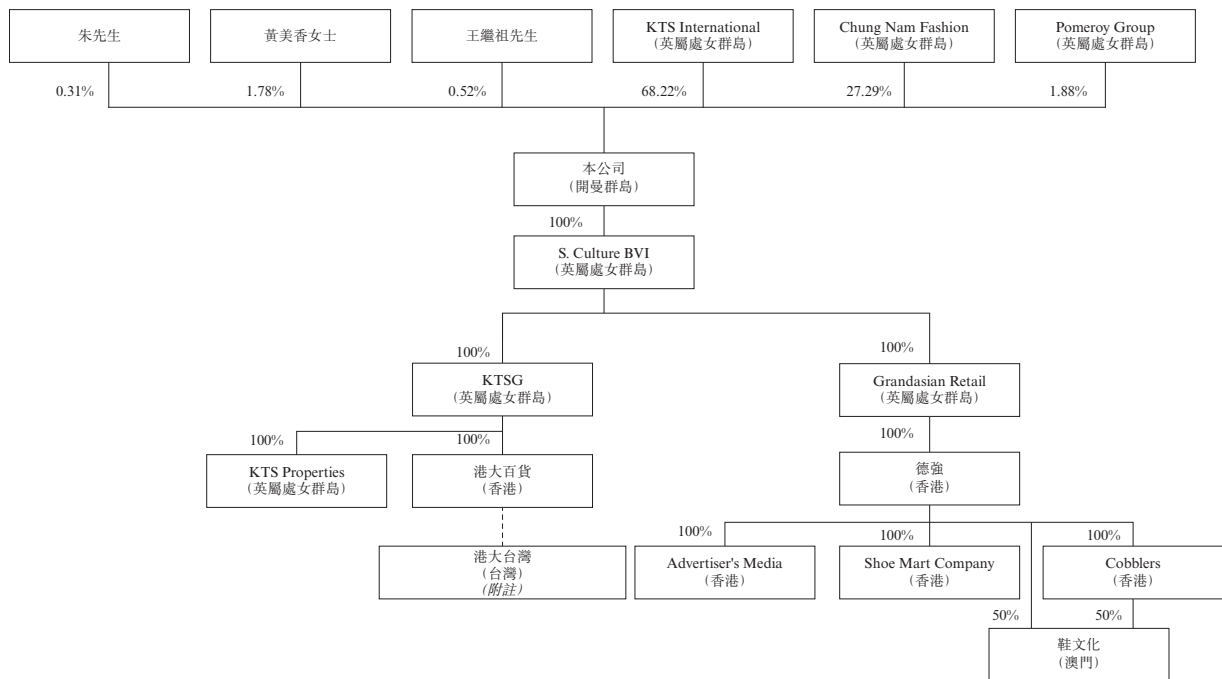 朱先生
黃美香女士
王繼祖先生
KTS International
(英屬處女群島)
Chung Nam Fashion
(英屬處女群島)
Pomeroy Group
(英屬處女群島)
0.31%
1.78%
0.52%
68.22%
27.29%
1.88%
本公司
(開曼群島)
100%
S. Culture BVI
(英屬處女群島)
100%
100%
KTSG
(英屬處女群島)
Grandasian Retail
(英屬處女群島)
100%
100%
100%
KTS Properties
(英屬處女群島)
港大百貨
(香港)
德強
(香港)
100%
100%
100%
港大台灣
(台灣)
(附註)
Advertiser's Media
(香港)
Shoe Mart Company
(香港)
Cobblers
(香港)
50%
50%
鞋文化
(澳門)